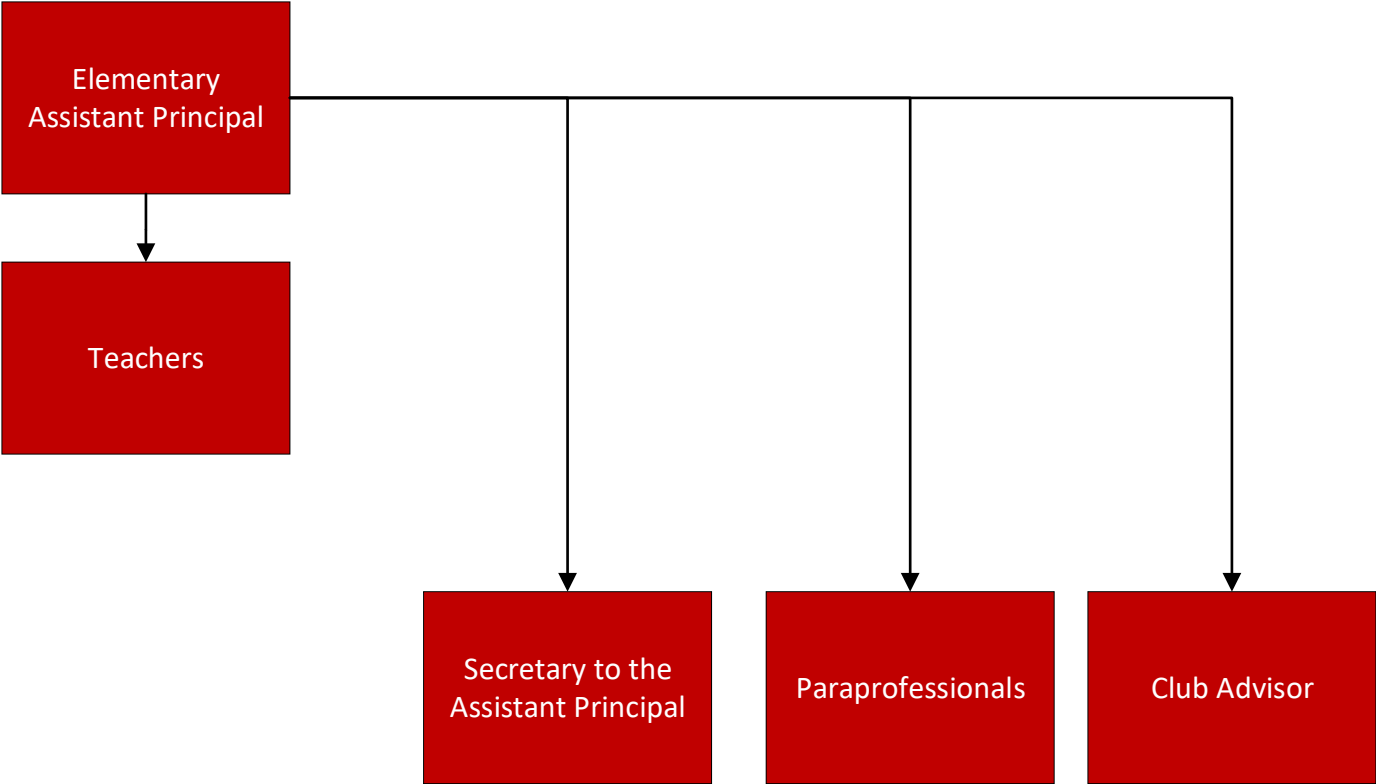 Elementary
Assistant Principal
Teachers
Secretary to the
Assistant Principal
Paraprofessionals
Club Advisor